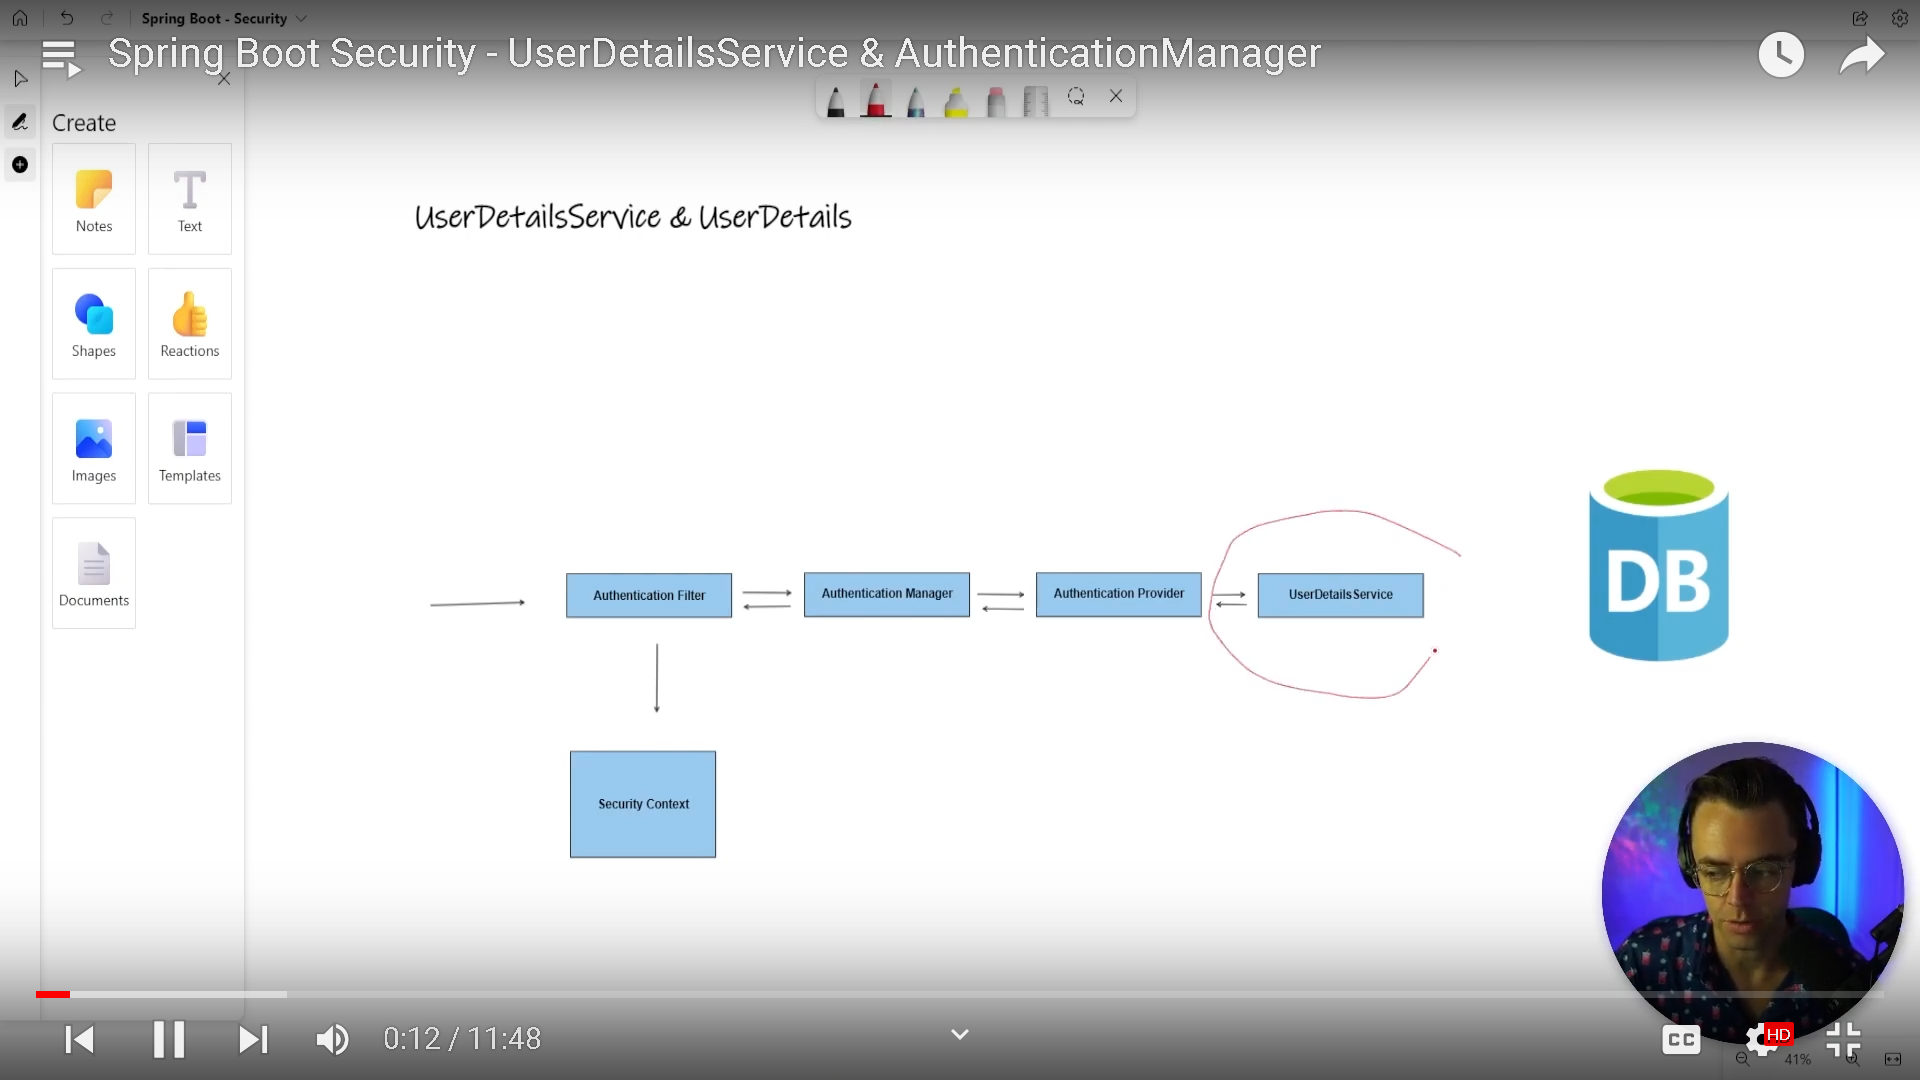 Spring Boot - Security
Spring Boot Security - UserDetailsService & AuthenticationManager
Create
Notes
Text
Shapes
Reactions
Images
Templates
Documents
UserDetailsService & UserDetails
Authentication Filter
Authentication Manager
Authentication Provider
UserDetailsService
DB
Security Context
0:12 / 11:48
CC
HD
41%